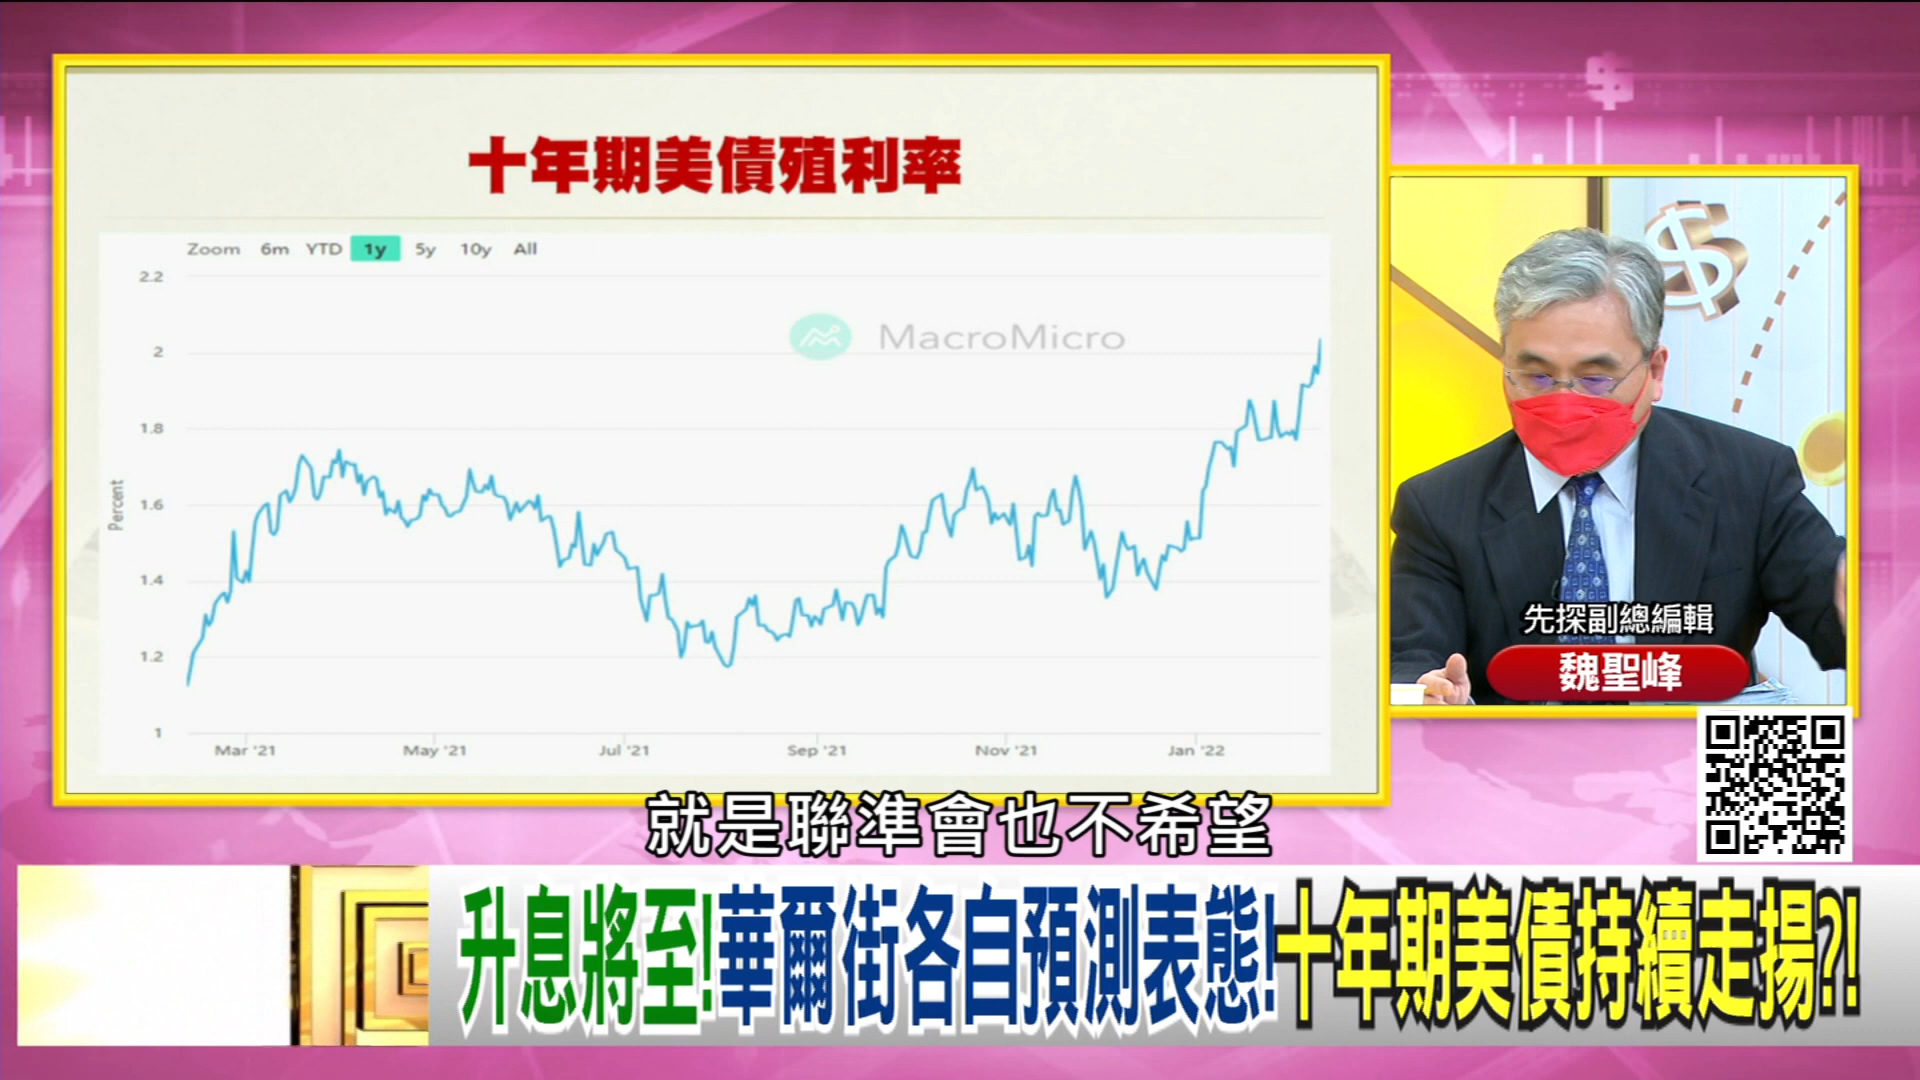 十年期美債殖利率
Zoom 6m YTD 1y 5y 10y All
2.2
2
1.8
1.6
1.4
1.2
1
Percent
MacroMicro
Mar '21 May '21 Jul '21 Sep '21 Nov '21 Jan '22
先探副總編輯
魏聖峰
就是聯準會也不希望
升息將至!華爾街各自預測表態!十年期美債持續走揚?!